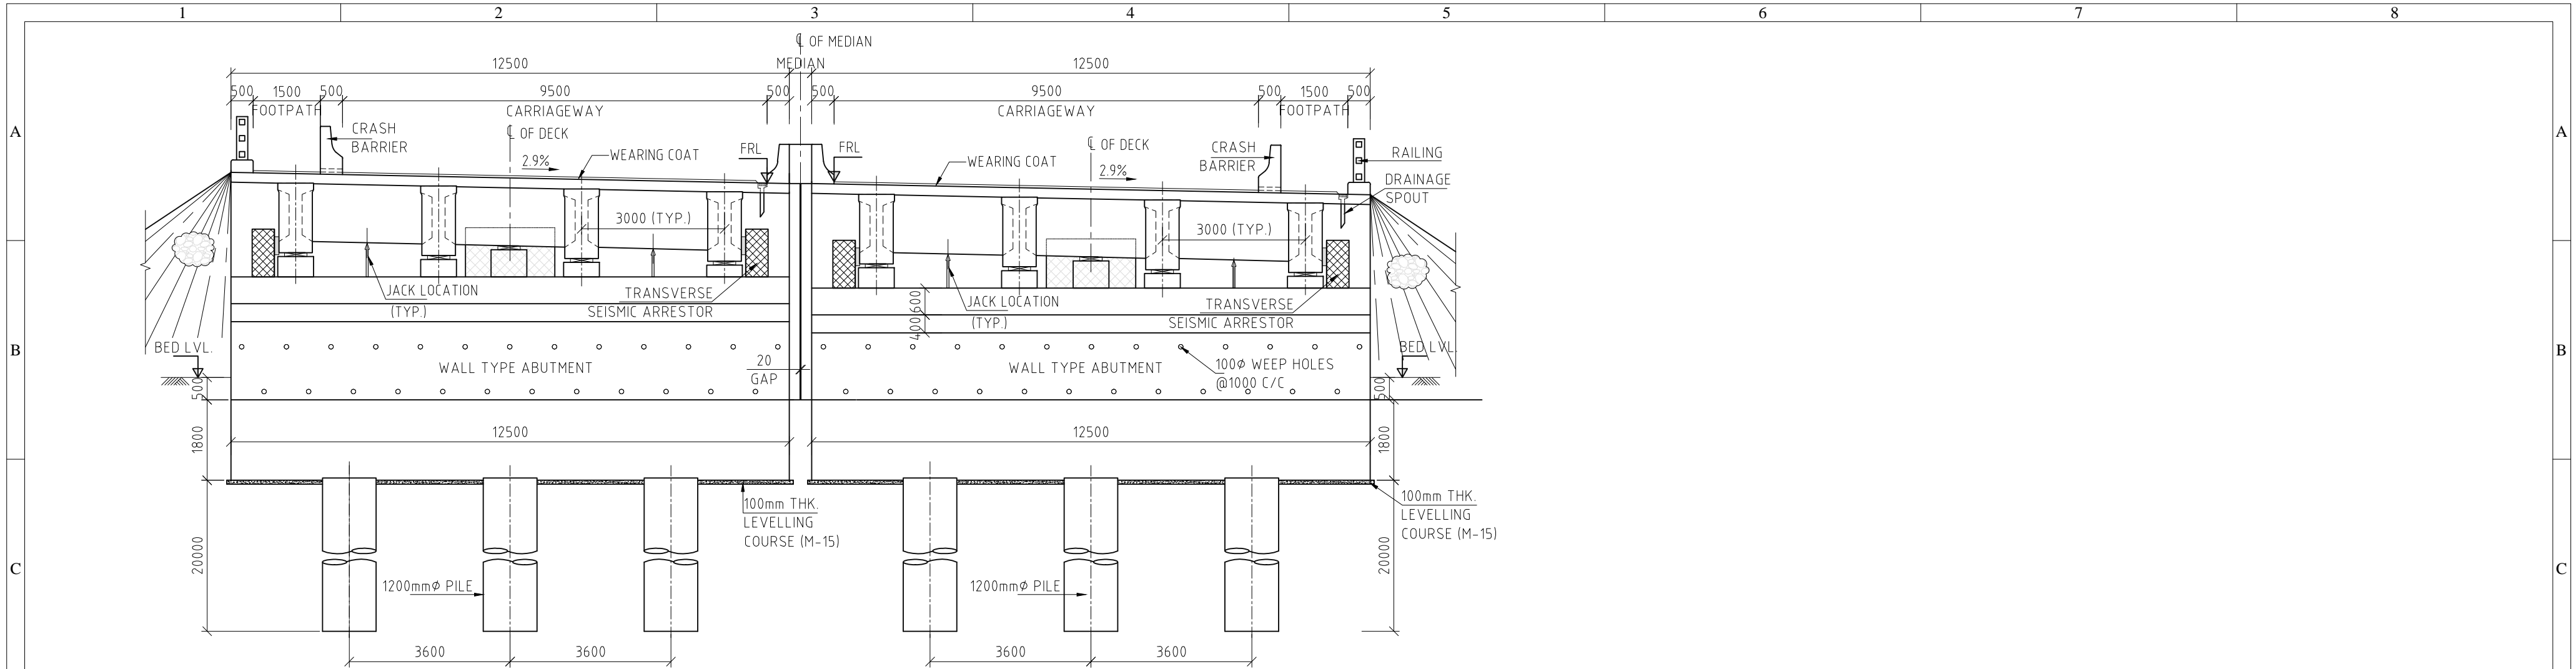 1 2 3 4 5 6 7 8
℄ OF MEDIAN
12500 MEDIAN 12500
500 1500 500 9500 500 500 9500 500 1500 500
FOOTPATH CARRIAGEWAY CARRIAGEWAY FOOTPATH
A CRASH BARRIER ℄ OF DECK ℄ OF DECK CRASH BARRIER A
2.9% WEARING COAT FRL FRL WEARING COAT 2.9% RAILING
DRAINAGE
SPOUT
3000 (TYP.) 3000 (TYP.)
JACK LOCATION
(TYP.)
TRANSVERSE
SEISMIC ARRESTOR
600
400
JACK LOCATION
(TYP.)
TRANSVERSE
SEISMIC ARRESTOR
B BED LVL. BED LVL. B
WALL TYPE ABUTMENT
20
GAP
WALL TYPE ABUTMENT
100ϕ WEEP HOLES
@1000 C/C
500 500
1800 12500 12500 1800
100mm THK.
LEVELLING
COURSE (M-15)
100mm THK.
LEVELLING
COURSE (M-15)
C 20000 20000 C
1200mmϕ PILE 1200mmϕ PILE
3600 3600 3600 3600